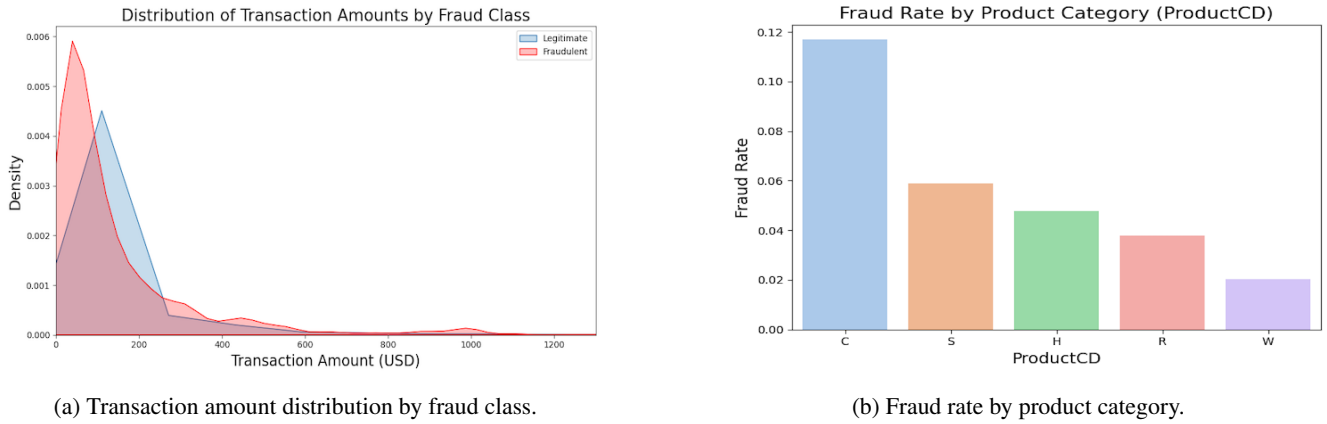 Distribution of Transaction Amounts by Fraud Class
Legitimate
Fraudulent
0.006
0.005
0.004
0.003
0.002
0.001
0.000
Density
0 200 400 600 800 1000 1200
Transaction Amount (USD)
(a) Transaction amount distribution by fraud class.
Fraud Rate by Product Category (ProductCD)
0.12
0.10
0.08
0.06
0.04
0.02
0.00
Fraud Rate
C S H R W
ProductCD
(b) Fraud rate by product category.